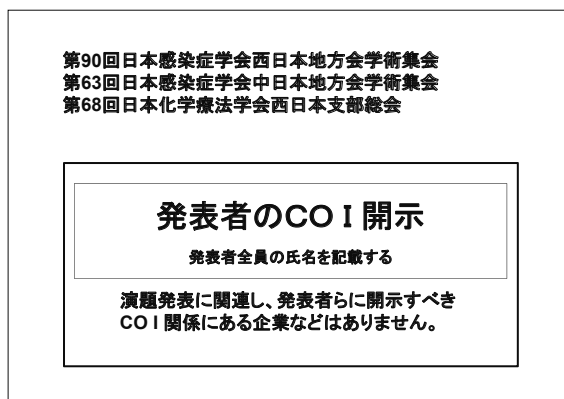 第90回日本感染症学会西日本地方会学術集会
第63回日本感染症学会中日本地方会学術集会
第68回日本化学療法学会西日本支部総会
発表者のCOI開示
発表者全員の氏名を記載する
演題発表に関連し、発表者らに開示すべき
COI関係にある企業などはありません。